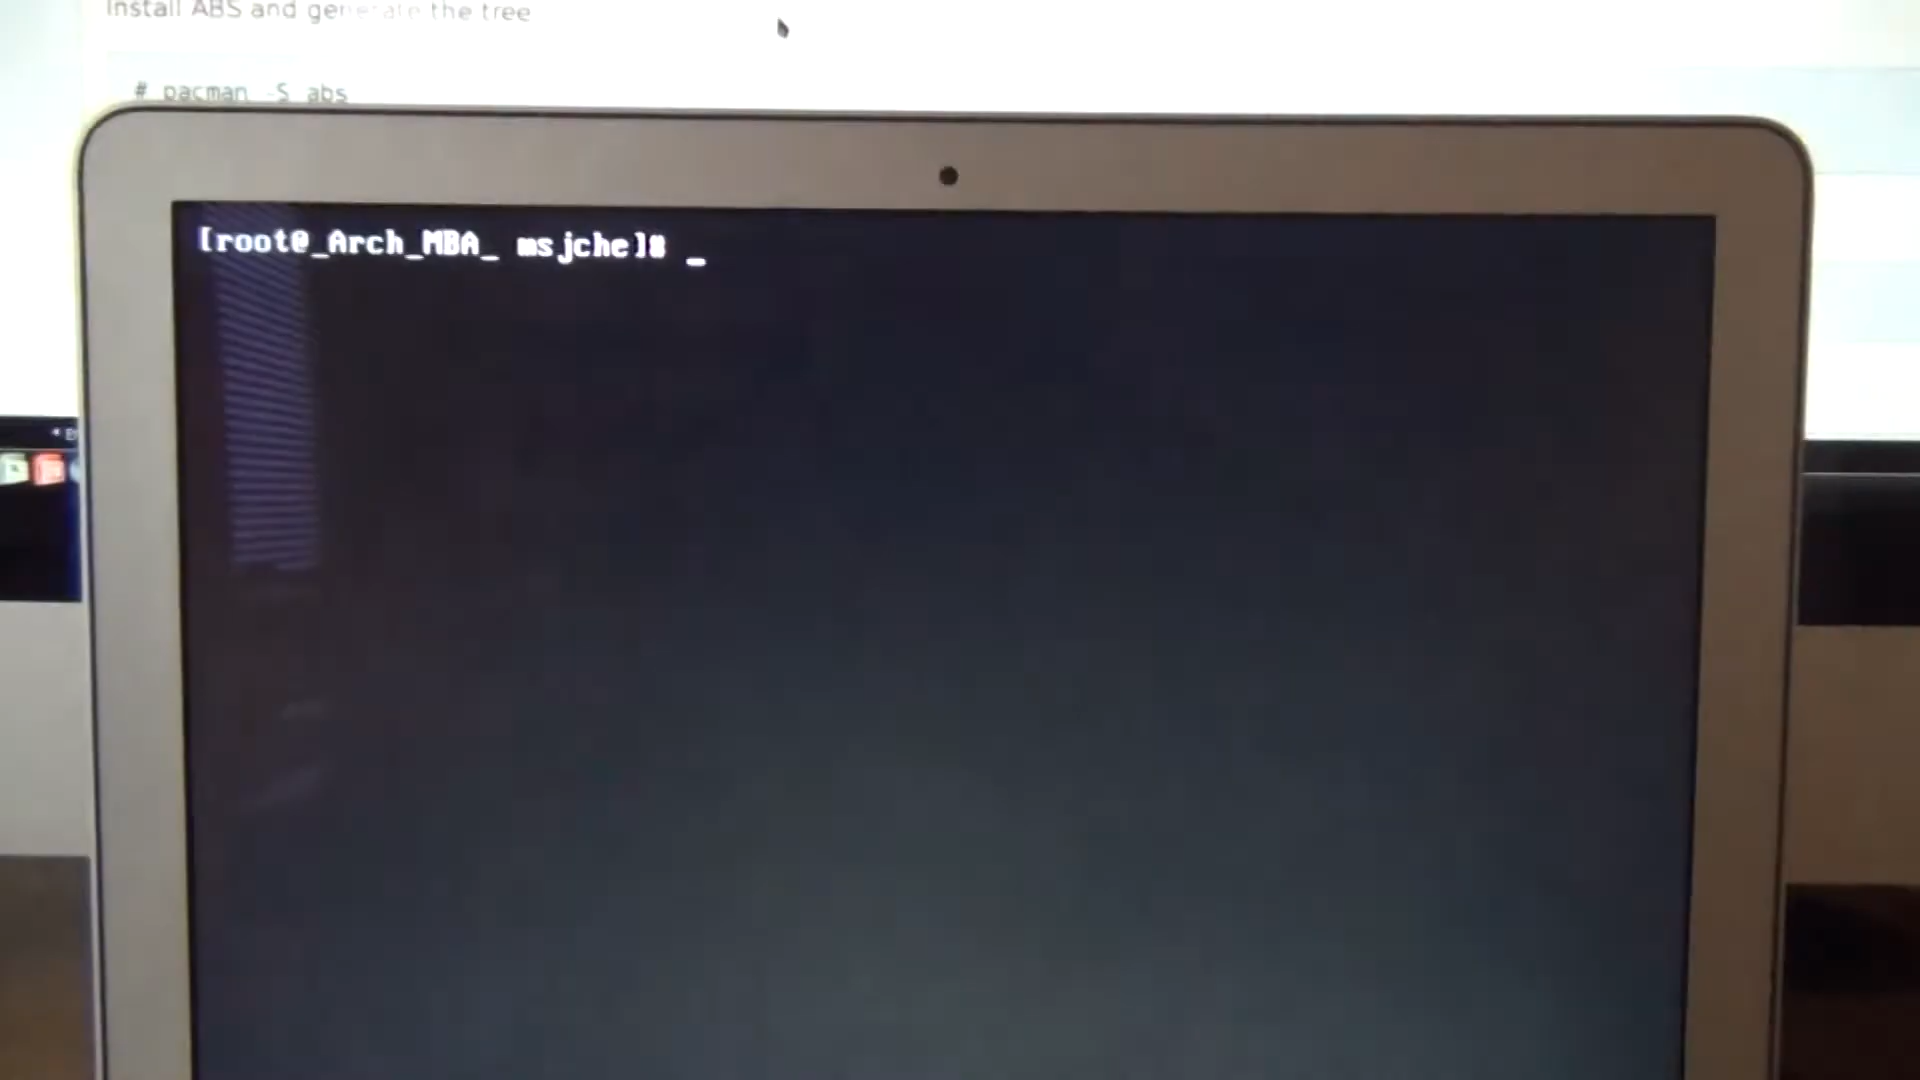 Install ABS and generate the tree
# pacman -S abs
[root@_Arch_MBA_ msjche]# _